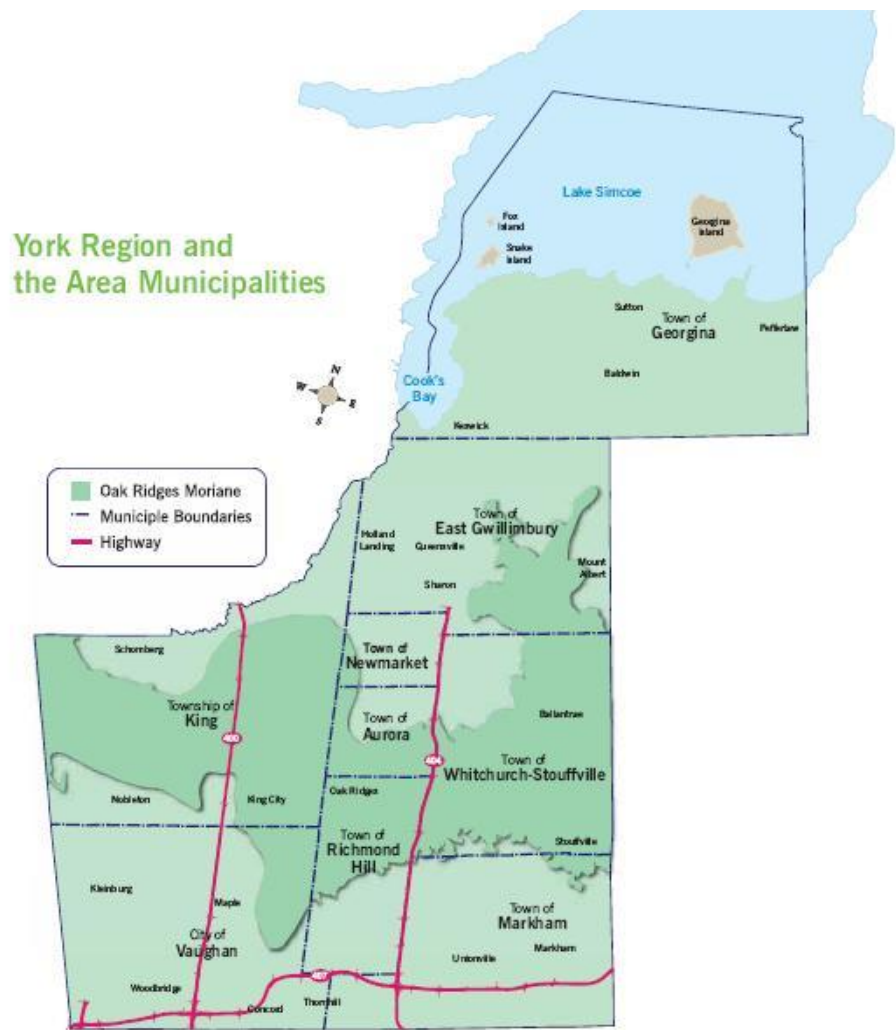 Lake Simcoe
Fox
Island
Georgina
Island
Snake
Island
York Region and
the Area Municipalities
Sutton
Town of
Georgina
Pefferlaw
Baldwin
N
W
E
S
Cook's
Bay
Keswick
Oak Ridges Moriane
Municiple Boundaries
Highway
Town of
East Gwillimbury
Holland
Landing
Queensville
Mount
Albert
Sharon
Schomberg
Town of
Newmarket
Township of
King
Ballantrae
Town of
Aurora
400
404
Town of
Whitchurch-Stouffville
Oak Ridges
Nobleton
King City
Town of
Richmond
Hill
Stouffville
Kleinburg
Maple
Town of
Markham
City of
Vaughan
Markham
Unionville
407
Woodbridge
Thornhill
Concord